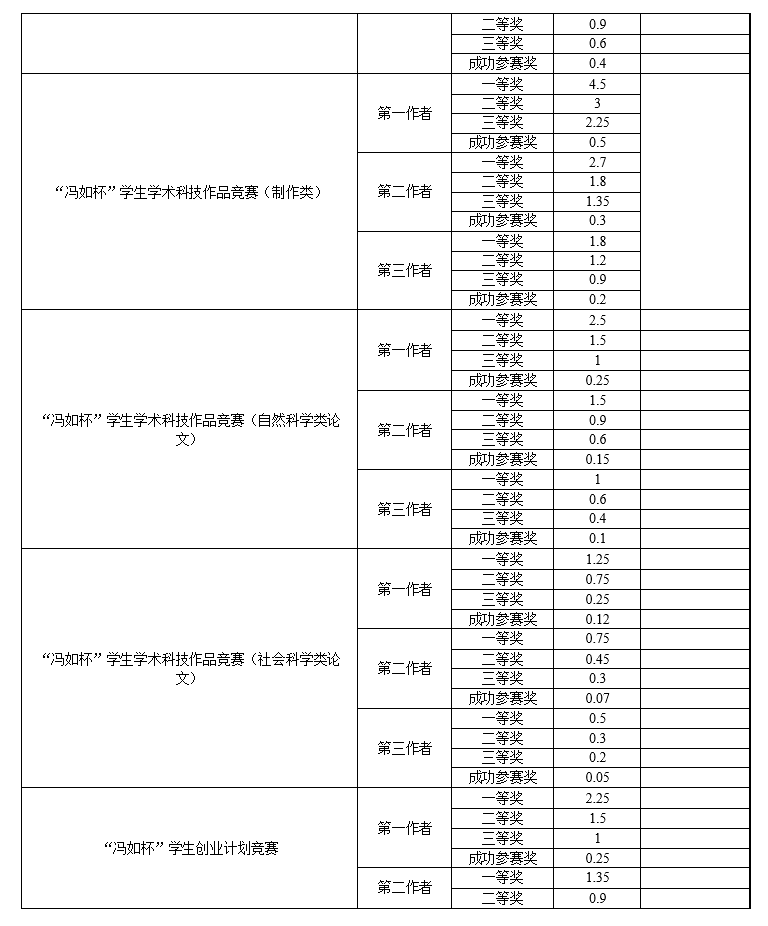 二等奖 0.9
三等奖 0.6
成功参赛奖 0.4
“冯如杯”学生学术科技作品竞赛（制作类）
第一作者
一等奖 4.5
二等奖 3
三等奖 2.25
成功参赛奖 0.5
第二作者
一等奖 2.7
二等奖 1.8
三等奖 1.35
成功参赛奖 0.3
第三作者
一等奖 1.8
二等奖 1.2
三等奖 0.9
成功参赛奖 0.2
“冯如杯”学生学术科技作品竞赛（自然科学类论
文）
第一作者
一等奖 2.5
二等奖 1.5
三等奖 1
成功参赛奖 0.25
第二作者
一等奖 1.5
二等奖 0.9
三等奖 0.6
成功参赛奖 0.15
第三作者
一等奖 1
二等奖 0.6
三等奖 0.4
成功参赛奖 0.1
“冯如杯”学生学术科技作品竞赛（社会科学类论
文）
第一作者
一等奖 1.25
二等奖 0.75
三等奖 0.25
成功参赛奖 0.12
第二作者
一等奖 0.75
二等奖 0.45
三等奖 0.3
成功参赛奖 0.07
第三作者
一等奖 0.5
二等奖 0.3
三等奖 0.2
成功参赛奖 0.05
“冯如杯”学生创业计划竞赛
第一作者
一等奖 2.25
二等奖 1.5
三等奖 1
成功参赛奖 0.25
第二作者
一等奖 1.35
二等奖 0.9